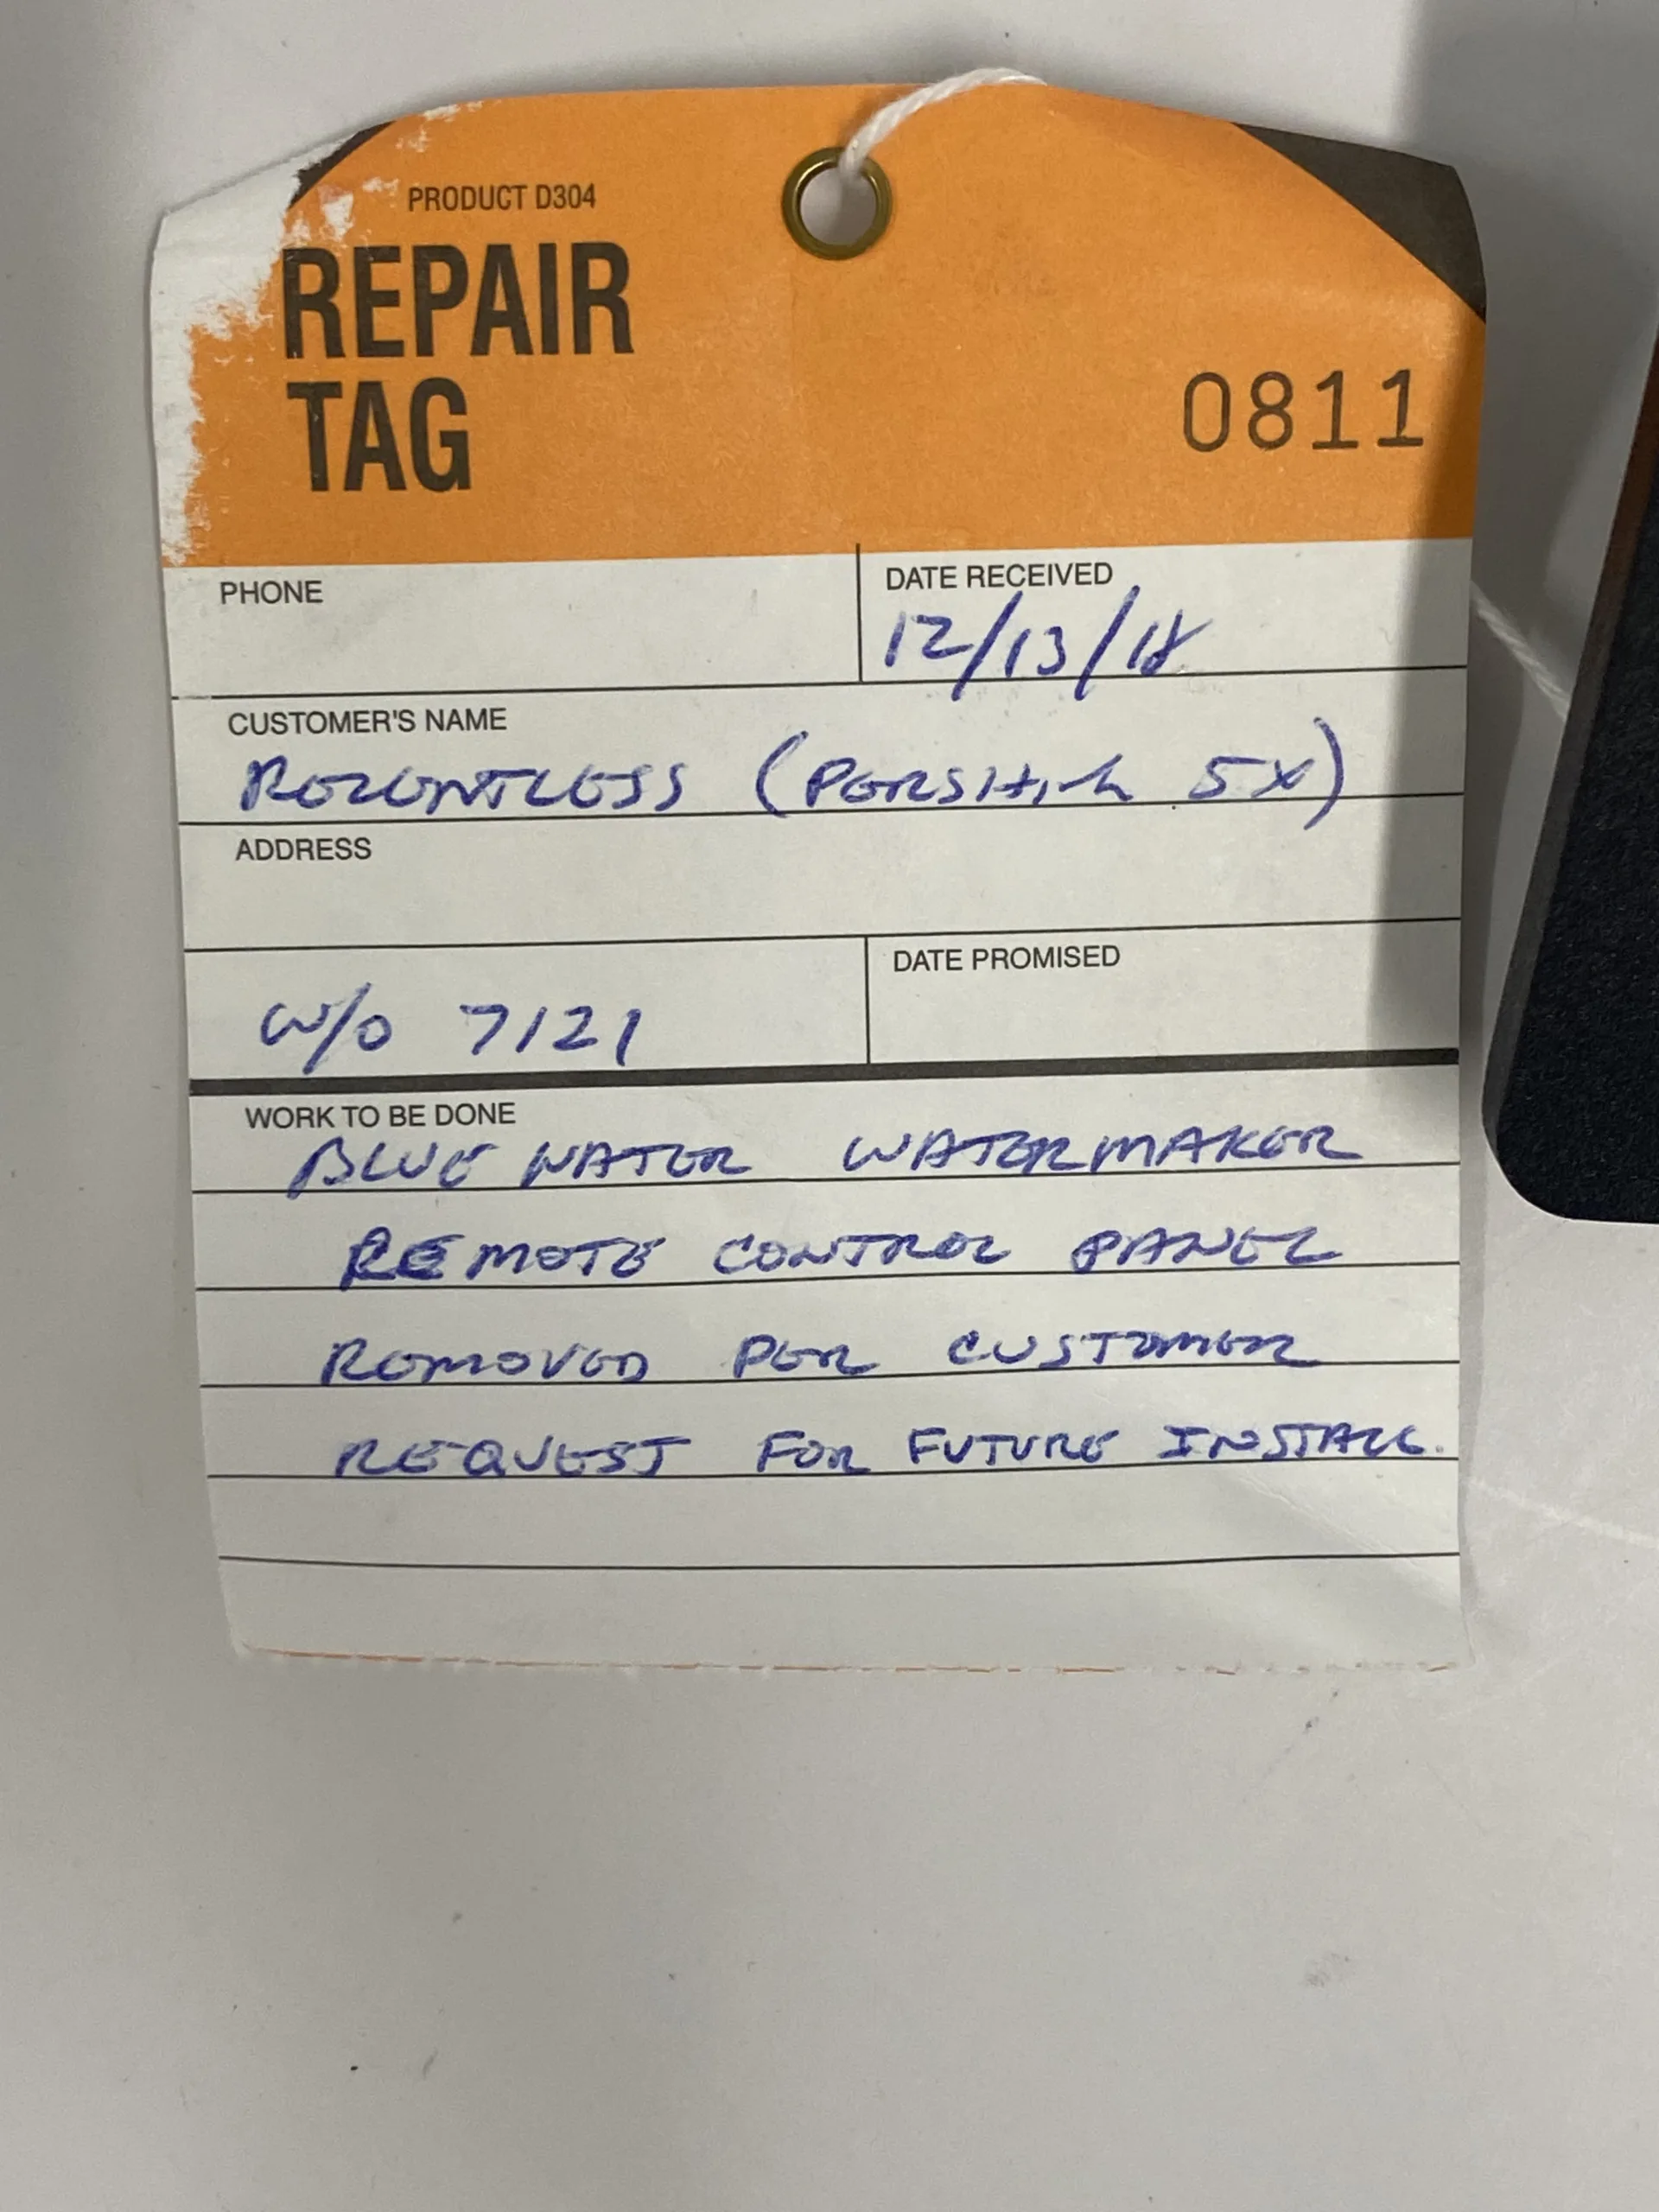 PRODUCT D304
REPAIR
TAG
0811
PHONE
DATE RECEIVED
12/13/18
CUSTOMER'S NAME
RELENTLESS ( 5X)
ADDRESS
W/O 7121
DATE PROMISED
WORK TO BE DONE
BLUE WATER WATERMAKER
REMOTE CONTROL PANEL
REMOVED PER CUSTOMER
REQUEST FOR FUTURE INSTALL.